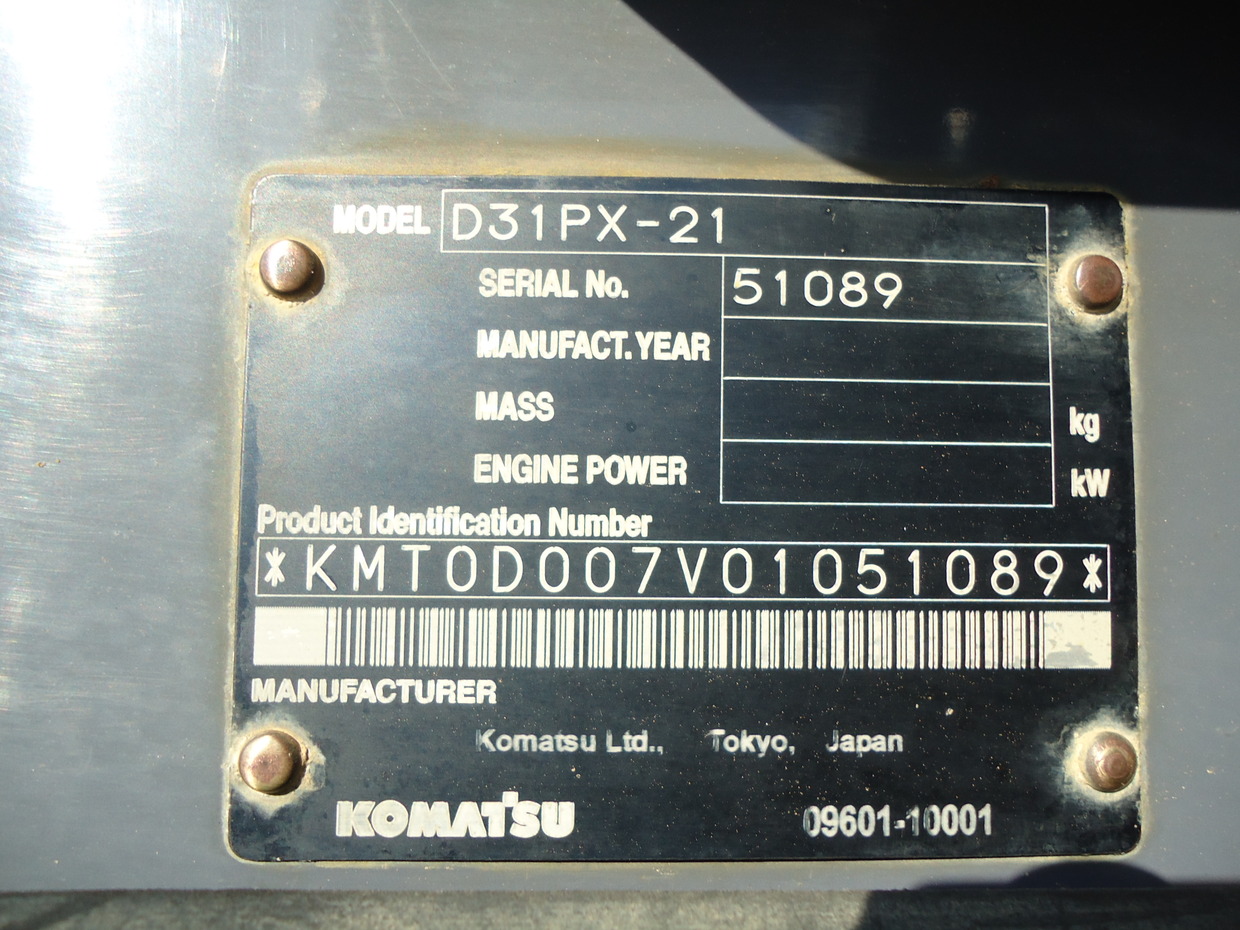 MODEL D31PX-21
SERIAL No. 51089
MANUFACT. YEAR
MASS kg
ENGINE POWER kW
Product Identification Number
*KMT0D007V01051089*
MANUFACTURER
Komatsu Ltd., Tokyo, Japan
KOMATSU 09601-10001